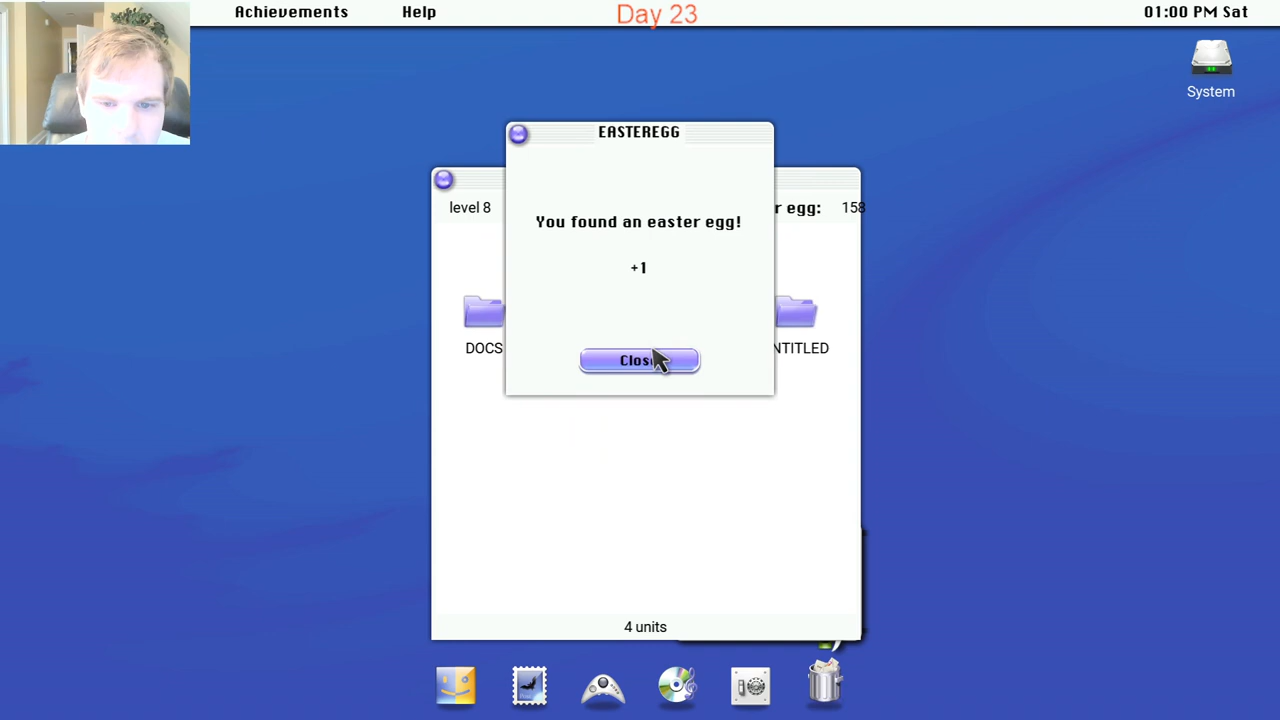 Achievements Help Day 23 01:00 PM Sat
System
EASTEREGG
level 8 r egg: 158
You found an easter egg!
+1
DOCS NTITLED
Clos
4 units